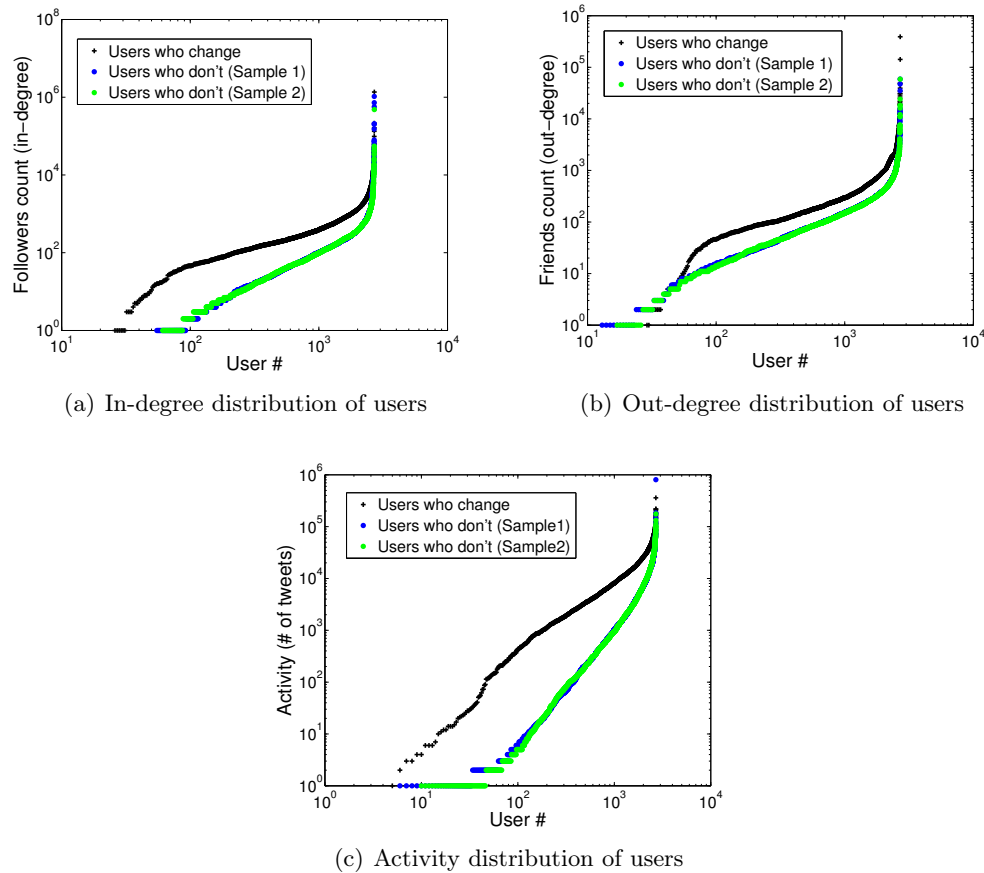 10^8
10^6
10^4
10^2
10^0
10^1
10^2
10^3
10^4
Followers count (in−degree)
User #
Users who change
Users who don't (Sample 1)
Users who don't (Sample 2)
(a) In-degree distribution of users
10^6
10^5
10^4
10^3
10^2
10^1
10^0
10^1
10^2
10^3
10^4
Friends count (out−degree)
User #
Users who change
Users who don't (Sample 1)
Users who don't (Sample 2)
(b) Out-degree distribution of users
10^6
10^5
10^4
10^3
10^2
10^1
10^0
10^0
10^1
10^2
10^3
10^4
Activity (# of tweets)
User #
Users who change
Users who don't (Sample1)
Users who don't (Sample2)
(c) Activity distribution of users